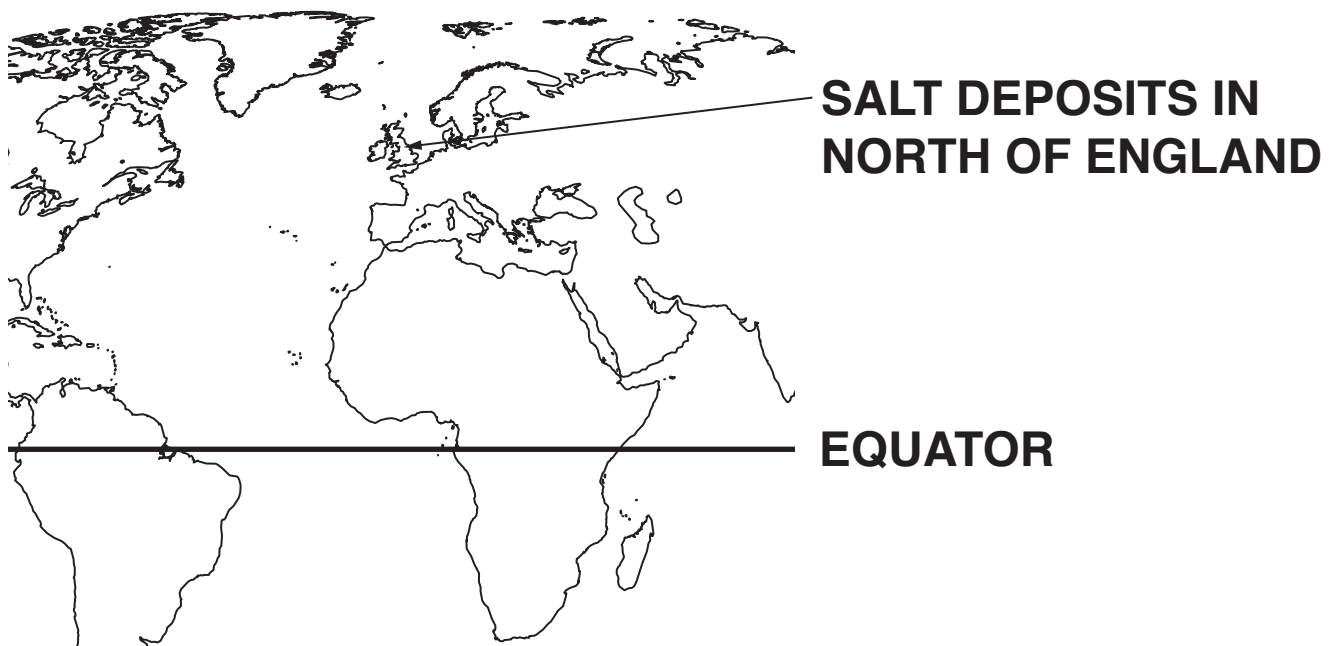 SALT DEPOSITS IN
NORTH OF ENGLAND
EQUATOR